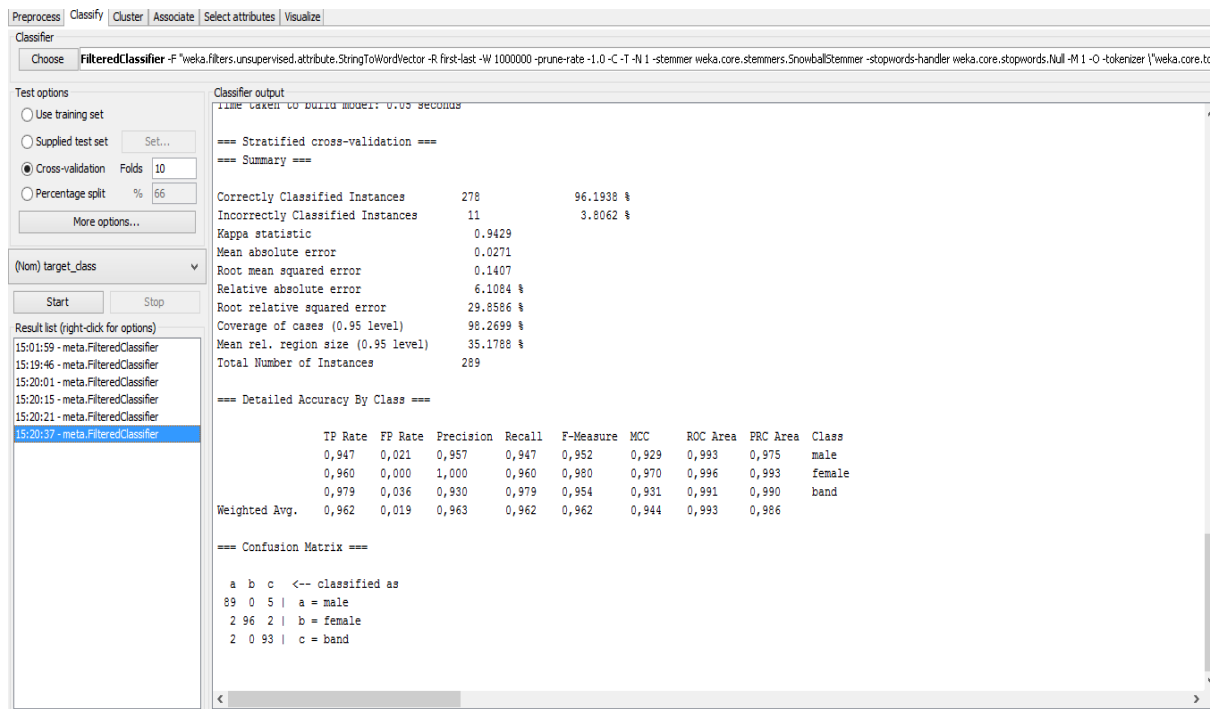 Preprocess Classify Cluster Associate Select attributes Visualize
Classifier
Choose FilteredClassifier -F "weka.filters.unsupervised.attribute.StringToWordVector -R first-last -W 1000000 -prune-rate -1.0 -C -T -N 1 -stemmer weka.core.stemmers.SnowballStemmer -stopwords-handler weka.core.stopwords.Null -M 1 -O -tokenizer \"weka.core.to
Test options
Use training set
Supplied test set Set...
Cross-validation Folds 10
Percentage split % 66
More options...
(Nom) target_class
Start Stop
Result list (right-click for options)
15:01:59 - meta.FilteredClassifier
15:19:46 - meta.FilteredClassifier
15:20:01 - meta.FilteredClassifier
15:20:15 - meta.FilteredClassifier
15:20:21 - meta.FilteredClassifier
15:20:37 - meta.FilteredClassifier
Classifier output
Time taken to build model: 0.05 seconds
=== Stratified cross-validation ===
=== Summary ===
Correctly Classified Instances 278 96.1938 %
Incorrectly Classified Instances 11 3.8062 %
Kappa statistic 0.9429
Mean absolute error 0.0271
Root mean squared error 0.1407
Relative absolute error 6.1084 %
Root relative squared error 29.8586 %
Coverage of cases (0.95 level) 98.2699 %
Mean rel. region size (0.95 level) 35.1788 %
Total Number of Instances 289
=== Detailed Accuracy By Class ===
TP Rate FP Rate Precision Recall F-Measure MCC ROC Area PRC Area Class
0,947 0,021 0,957 0,947 0,952 0,929 0,993 0,975 male
0,960 0,000 1,000 0,960 0,980 0,970 0,996 0,993 female
0,979 0,036 0,930 0,979 0,954 0,931 0,991 0,990 band
Weighted Avg. 0,962 0,019 0,963 0,962 0,962 0,944 0,993 0,986
=== Confusion Matrix ===
a b c <-- classified as
89 0 5 | a = male
2 96 2 | b = female
2 0 93 | c = band